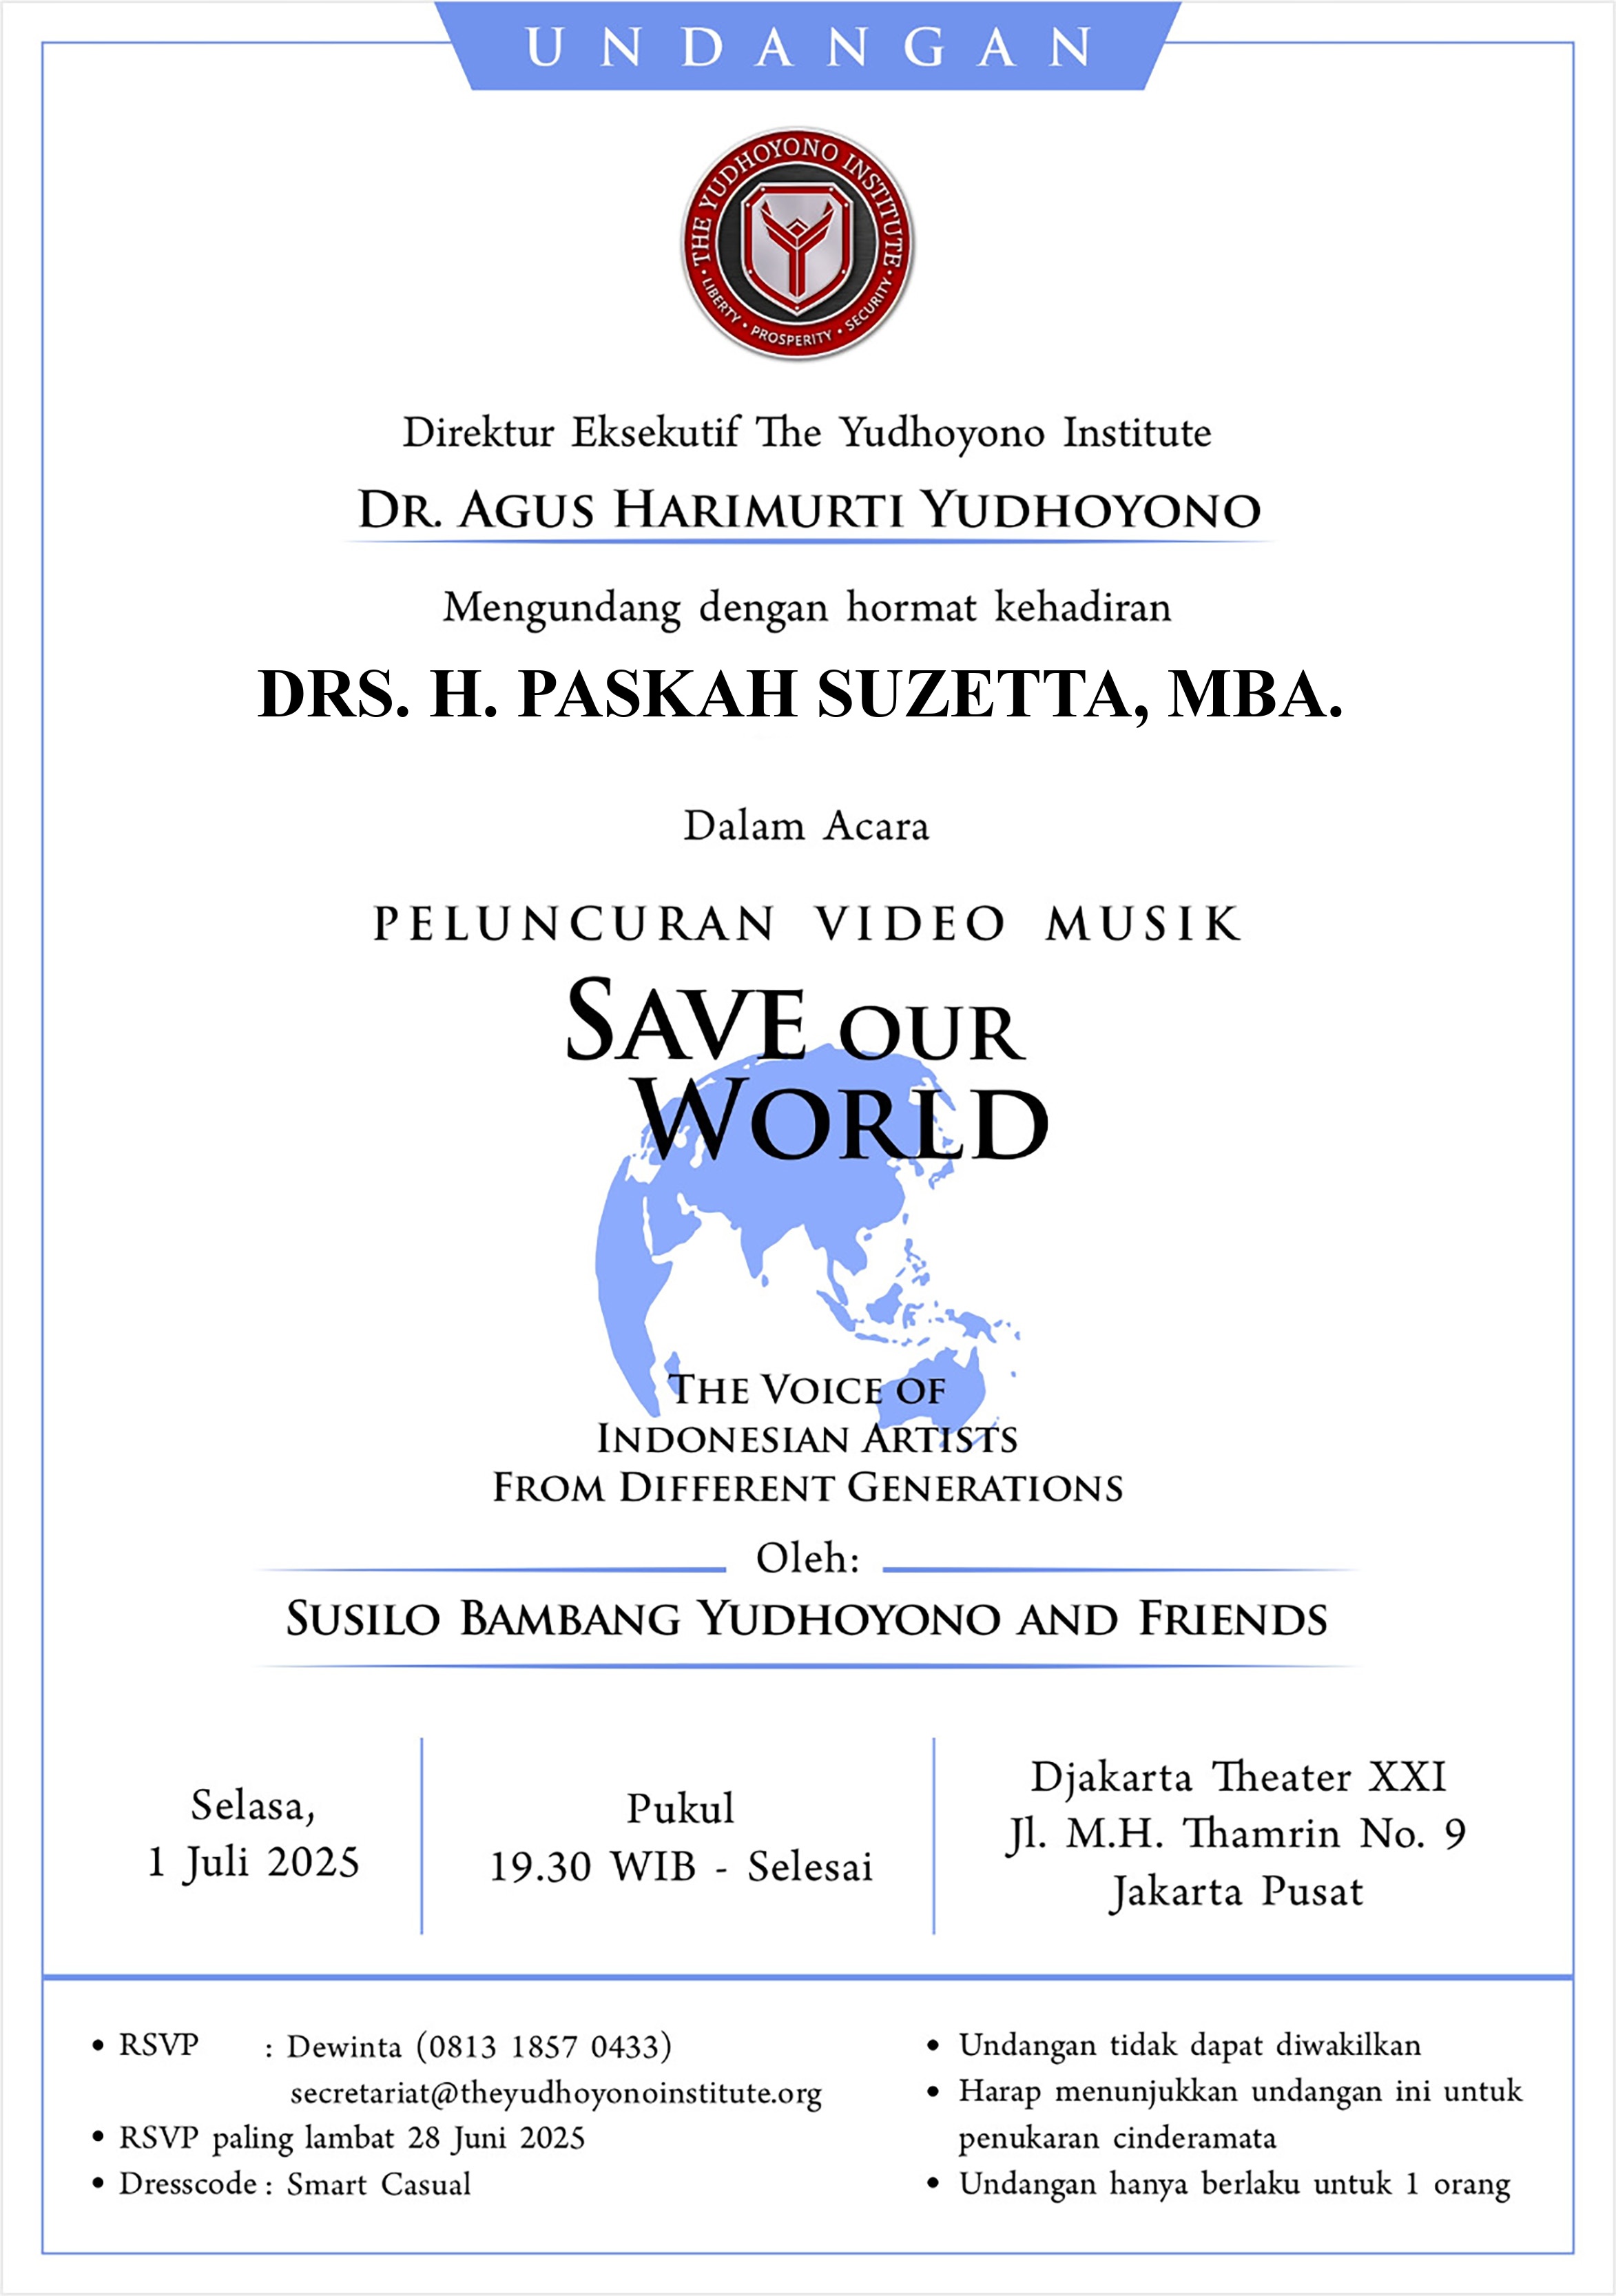 UNDANGAN
THE YUDHOYONO INSTITUTE
LIBERTY • PROSPERITY • SECURITY
Direktur Eksekutif The Yudhoyono Institute
DR. AGUS HARIMURTI YUDHOYONO
Mengundang dengan hormat kehadiran
DRS. H. PASKAH SUZETTA, MBA.
Dalam Acara
PELUNCURAN VIDEO MUSIK
SAVE OUR
WORLD
THE VOICE OF
INDONESIAN ARTISTS
FROM DIFFERENT GENERATIONS
Oleh:
SUSILO BAMBANG YUDHOYONO AND FRIENDS
Selasa,
1 Juli 2025
Pukul
19.30 WIB - Selesai
Djakarta Theater XXI
Jl. M.H. Thamrin No. 9
Jakarta Pusat
• RSVP : Dewinta (0813 1857 0433)
secretariat@theyudhoyonoinstitute.org
• RSVP paling lambat 28 Juni 2025
• Dresscode : Smart Casual
• Undangan tidak dapat diwakilkan
• Harap menunjukkan undangan ini untuk
penukaran cinderamata
• Undangan hanya berlaku untuk 1 orang